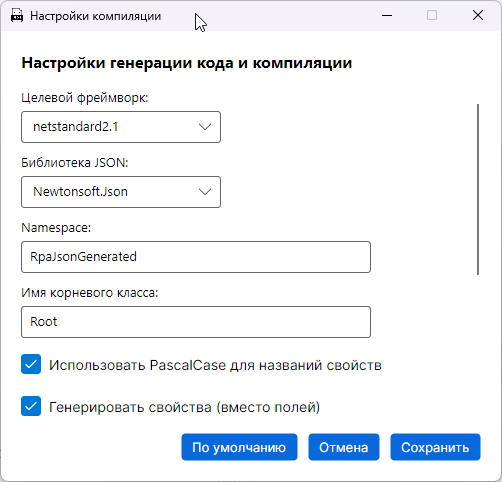 Настройки компиляции
Настройки генерации кода и компиляции
Целевой фреймворк:
netstandard2.1
Библиотека JSON:
Newtonsoft.Json
Namespace:
RpaJsonGenerated
Имя корневого класса:
Root
Использовать PascalCase для названий свойств
Генерировать свойства (вместо полей)
По умолчанию Отмена Сохранить